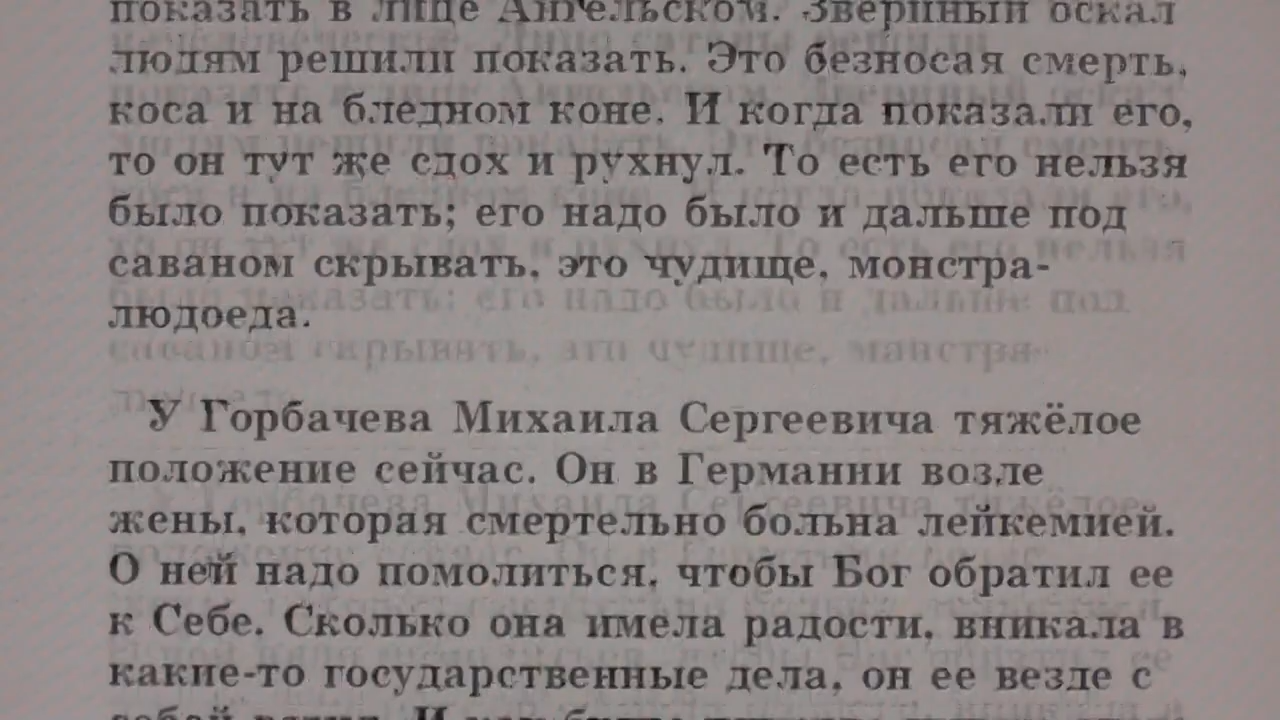 показать в лице Ангельском. Звериный оскал
людям решили показать. Это безносая смерть,
коса и на бледном коне. И когда показали его,
то он тут же сдох и рухнул. То есть его нельзя
было показать; его надо было и дальше под
саваном скрывать, это чудище, монстра-
людоеда.
У Горбачева Михаила Сергеевича тяжёлое
положение сейчас. Он в Германии возле
жены, которая смертельно больна лейкемией.
О ней надо помолиться, чтобы Бог обратил ее
к Себе. Сколько она имела радости, вникала в
какие-то государственные дела, он ее везде с